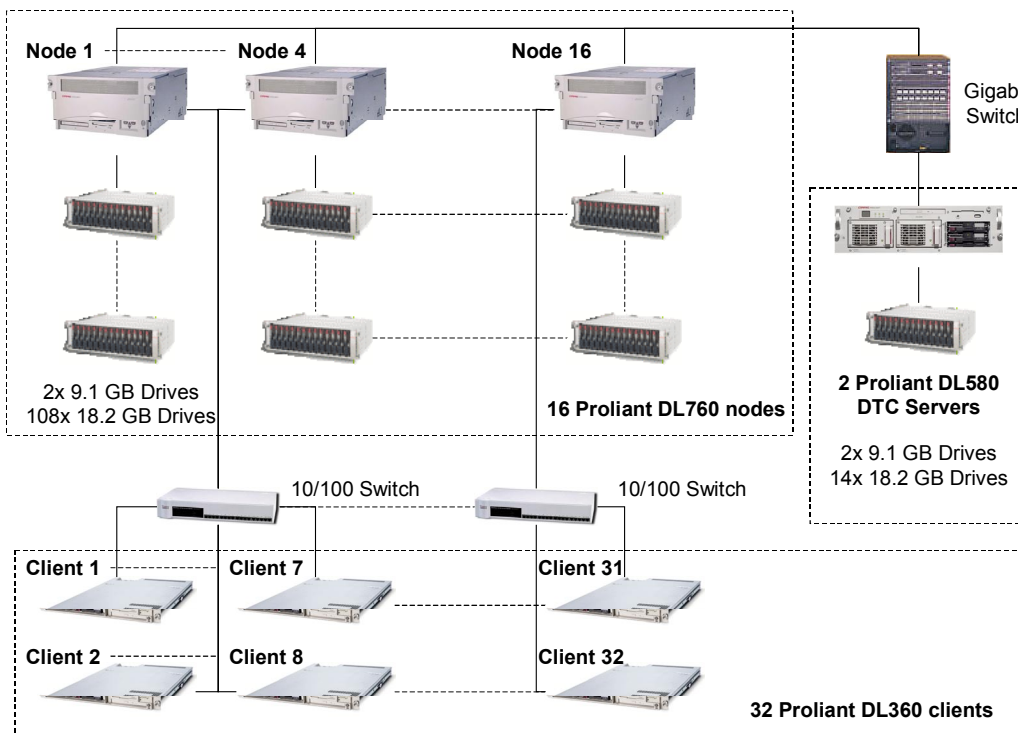 Node 1
Node 4
Node 16
Gigab
Switch
2x 9.1 GB Drives
108x 18.2 GB Drives
16 Proliant DL760 nodes
2 Proliant DL580
DTC Servers
2x 9.1 GB Drives
14x 18.2 GB Drives
10/100 Switch
10/100 Switch
Client 1
Client 7
Client 31
Client 2
Client 8
Client 32
32 Proliant DL360 clients